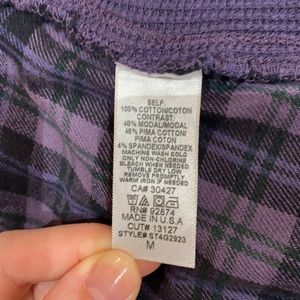 SELF:
100% COTTON/COTON
CONTRAST:
48% MODAL/MODAL
48% PIMA COTTON/
PIMA COTON
4% SPANDEX/SPANDEX
MACHINE WASH COLD
ONLY NON-CHLORINE
BLEACH WHEN NEEDED
TUMBLE DRY LOW
REMOVE PROMPTLY
WARM IRON IF NEEDED
CA# 30427
RN# 92874
MADE IN U.S.A
CUT# 13127
STYLE# ST4G2923
M